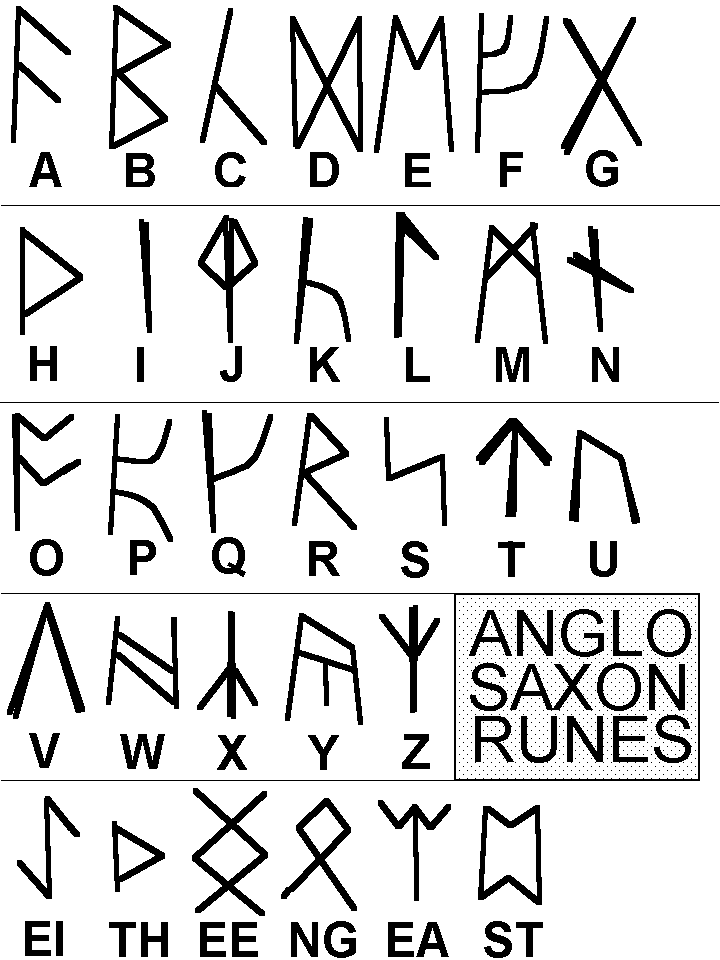 A B C D E F G
H I J K L M N
O P Q R S T U
V W X Y Z
ANGLO
SAXON
RUNES
EI TH EE NG EA ST